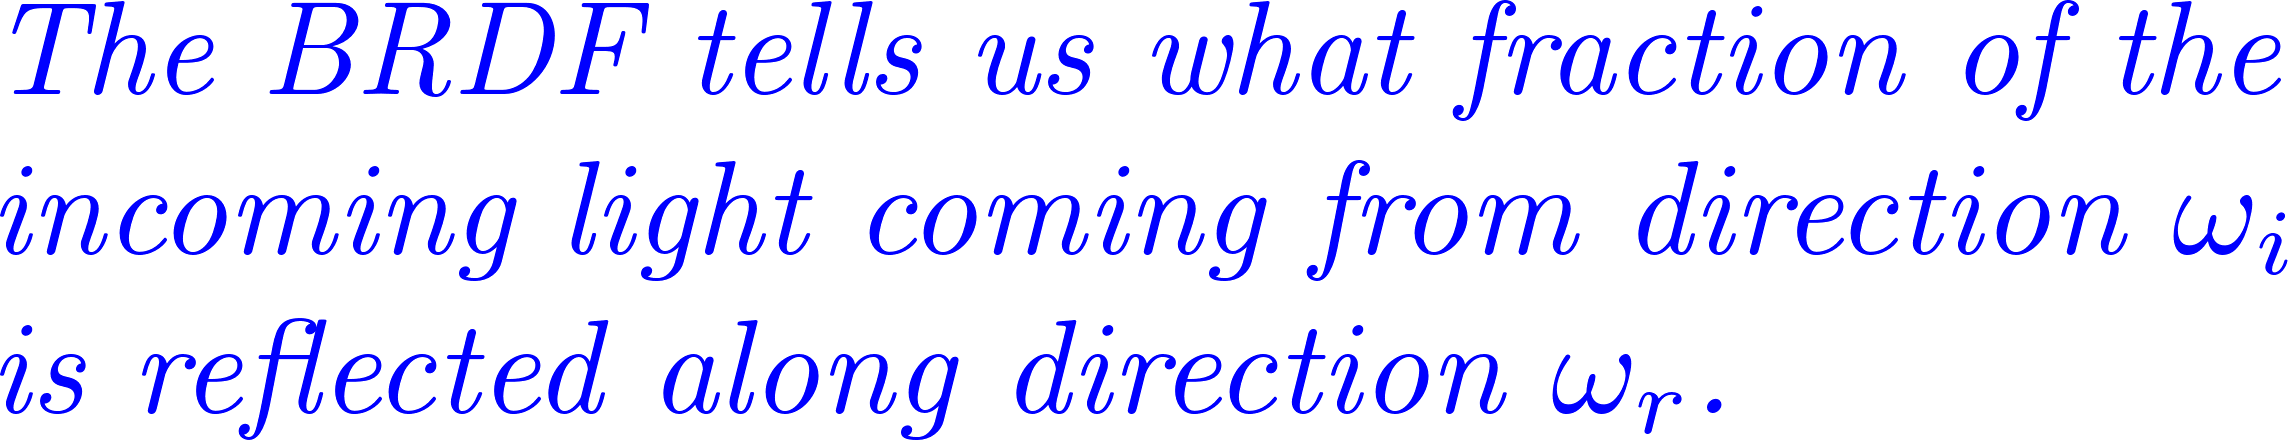 The BRDF tells us what fraction of the
incoming light coming from direction ωᵢ
is reflected along direction ωᵣ.